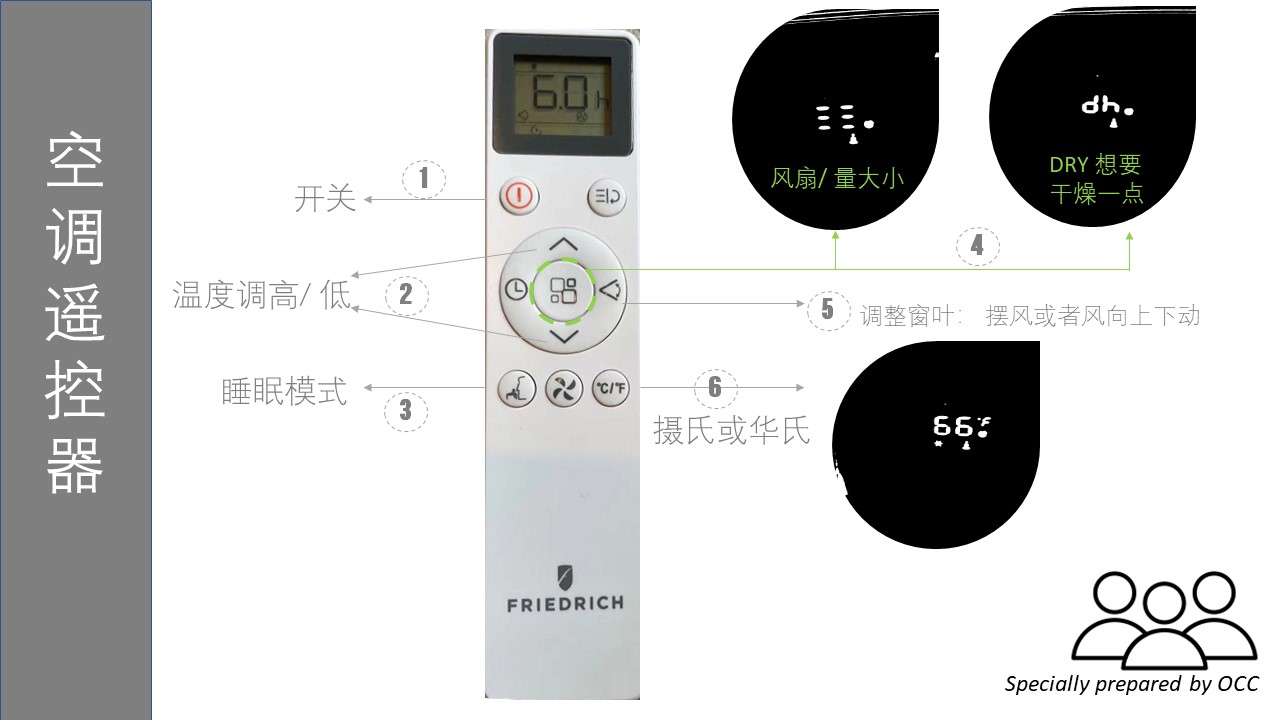 空调遥控器
6.0 h
1
开关
2
温度调高/ 低
3
睡眠模式
°C/°F
FRIEDRICH
风扇/ 量大小
dh.
DRY 想要
干燥一点
4
5
调整窗叶： 摆风或者风向上下动
6
摄氏或华氏
66°F
Specially prepared by OCC